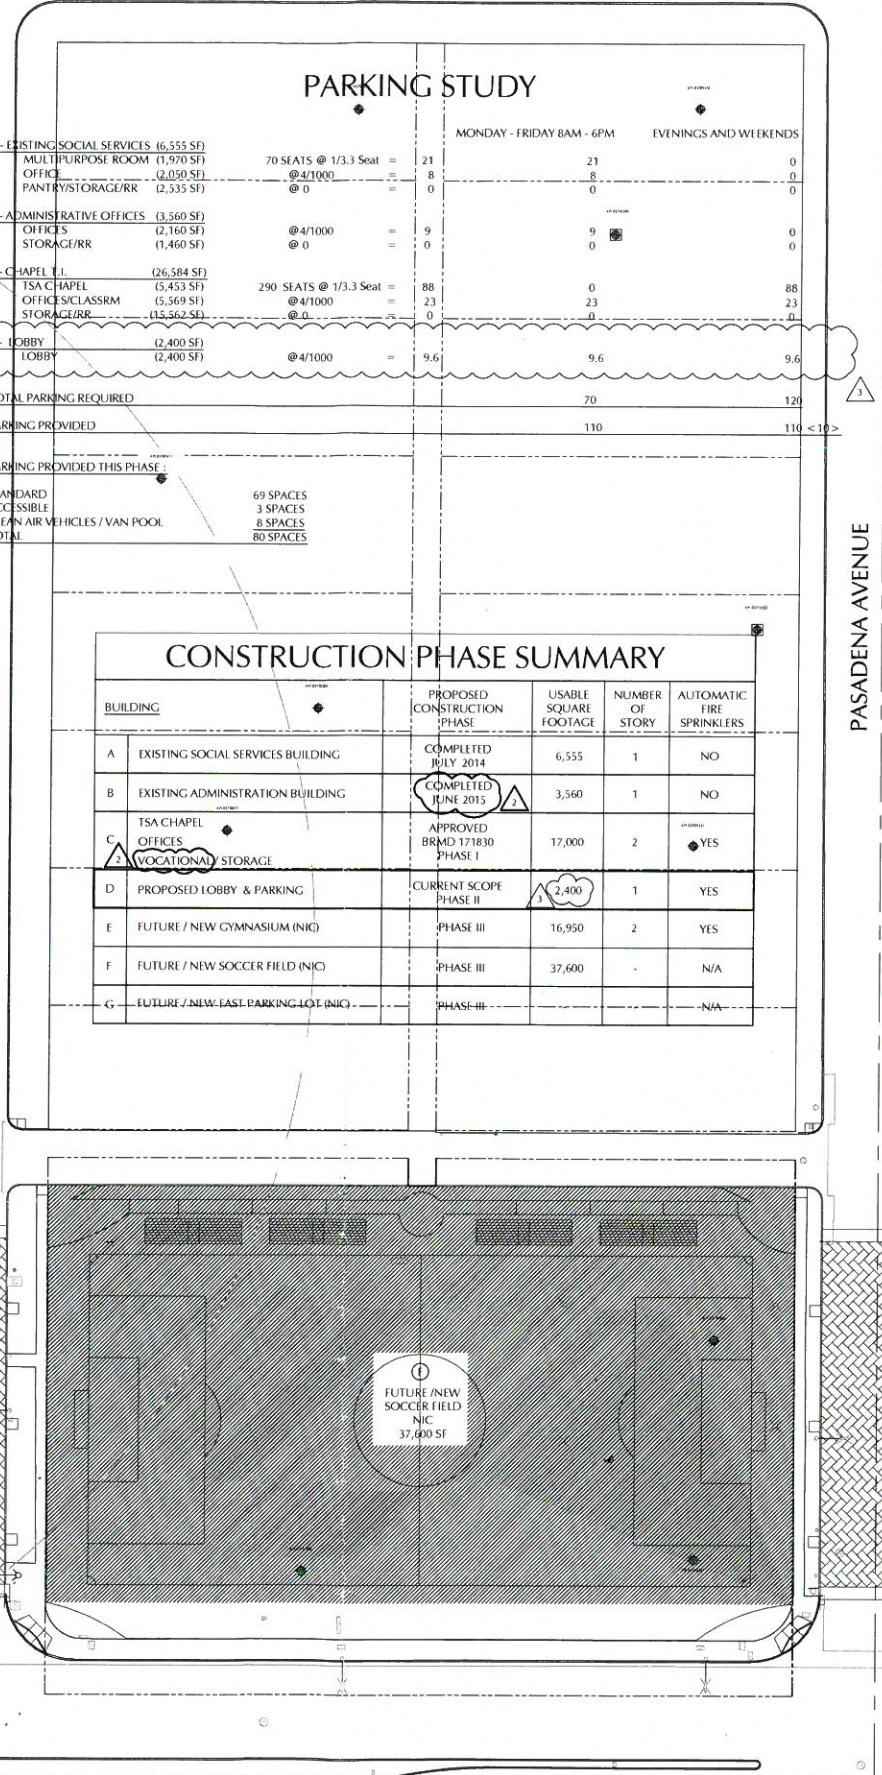 PARKING STUDY
MONDAY - FRIDAY 8AM - 6PM EVENINGS AND WEEKENDS
- EXISTING SOCIAL SERVICES (6,555 SF)
MULTIPURPOSE ROOM (1,970 SF) 70 SEATS @ 1/3.3 Seat = 21 21 0
OFFICE (2,050 SF) @4/1000 = 8 8 0
PANTRY/STORAGE/RR (2,535 SF) @ 0 = 0 0 0
- ADMINISTRATIVE OFFICES (3,560 SF)
OFFICES (2,160 SF) @4/1000 = 9 9 0
STORAGE/RR (1,460 SF) @ 0 = 0 0 0
- CHAPEL T.I. (26,584 SF)
TSA CHAPEL (5,453 SF) 290 SEATS @ 1/3.3 Seat = 88 0 88
OFFICES/CLASSRM (5,569 SF) @4/1000 = 23 23 23
STORAGE/RR (15,562 SF) @ 0 = 0 0 0
- LOBBY (2,400 SF)
LOBBY (2,400 SF) @4/1000 = 9.6 9.6 9.6
3
OTAL PARKING REQUIRED 70 120
RKING PROVIDED 110 110 <10>
RKING PROVIDED THIS PHASE :
ANDARD 69 SPACES
CCESSIBLE 3 SPACES
EAN AIR VEHICLES / VAN POOL 8 SPACES
OTAL 80 SPACES
PASADENA AVENUE
CONSTRUCTION PHASE SUMMARY
BUILDING PROPOSED CONSTRUCTION PHASE USABLE SQUARE FOOTAGE NUMBER OF STORY AUTOMATIC FIRE SPRINKLERS
A EXISTING SOCIAL SERVICES BUILDING COMPLETED JULY 2014 6,555 1 NO
B EXISTING ADMINISTRATION BUILDING COMPLETED JUNE 2015 2 3,560 1 NO
C TSA CHAPEL OFFICES VOCATIONAL / STORAGE 2 APPROVED BRMD 171830 PHASE I 17,000 2 YES
D PROPOSED LOBBY & PARKING CURRENT SCOPE PHASE II 3 2,400 1 YES
E FUTURE / NEW GYMNASIUM (NIC) PHASE III 16,950 2 YES
F FUTURE / NEW SOCCER FIELD (NIC) PHASE III 37,600 - N/A
G FUTURE / NEW EAST PARKING LOT (NIC) PHASE III N/A
F
FUTURE /NEW
SOCCER FIELD
NIC
37,600 SF